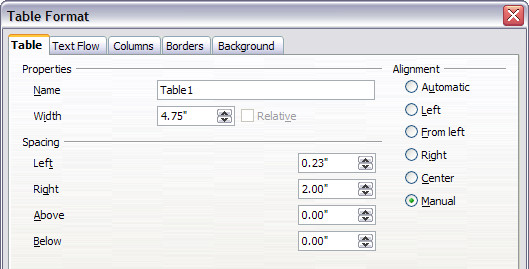 Table Format
Table Text Flow Columns Borders Background
Properties
Name Table1
Width 4.75" Relative
Spacing
Left 0.23"
Right 2.00"
Above 0.00"
Below 0.00"
Alignment
Automatic
Left
From left
Right
Center
Manual